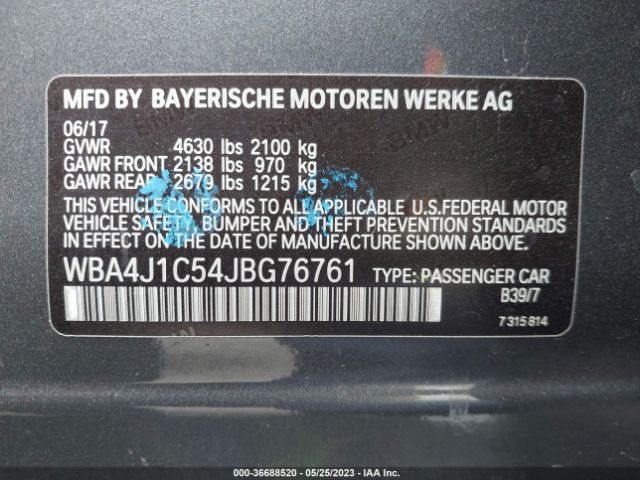 MFD BY BAYERISCHE MOTOREN WERKE AG
06/17
GVWR 4630 lbs 2100 kg
GAWR FRONT 2138 lbs 970 kg
GAWR REAR 2679 lbs 1215 kg
THIS VEHICLE CONFORMS TO ALL APPLICABLE U.S.FEDERAL MOTOR
VEHICLE SAFETY, BUMPER AND THEFT PREVENTION STANDARDS
IN EFFECT ON THE DATE OF MANUFACTURE SHOWN ABOVE.
WBA4J1C54JBG76761 TYPE: PASSENGER CAR
B39/7
7315814
000-36688520 - 05/25/2023 - IAA Inc.